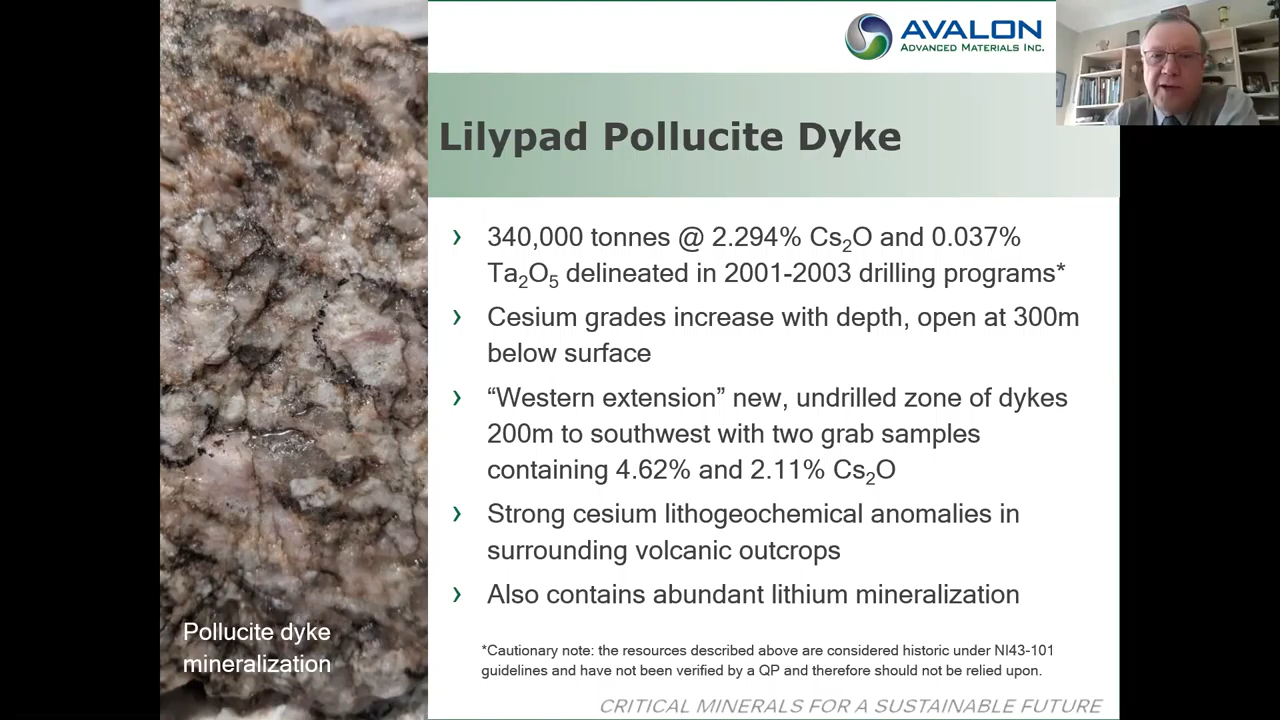 AVALON
ADVANCED MATERIALS INC.
Lilypad Pollucite Dyke
› 340,000 tonnes @ 2.294% Cs₂O and 0.037%
Ta₂O₅ delineated in 2001-2003 drilling programs*
› Cesium grades increase with depth, open at 300m
below surface
› “Western extension” new, undrilled zone of dykes
200m to southwest with two grab samples
containing 4.62% and 2.11% Cs₂O
› Strong cesium lithogeochemical anomalies in
surrounding volcanic outcrops
› Also contains abundant lithium mineralization
Pollucite dyke
mineralization
*Cautionary note: the resources described above are considered historic under NI43-101
guidelines and have not been verified by a QP and therefore should not be relied upon.
CRITICAL MINERALS FOR A SUSTAINABLE FUTURE